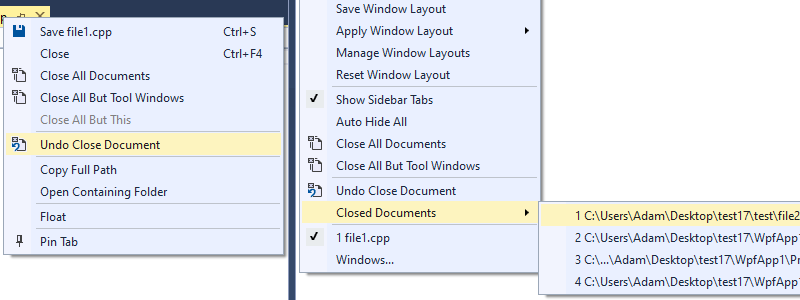 Save file1.cpp Ctrl+S
Close Ctrl+F4
Close All Documents
Close All But Tool Windows
Close All But This
Undo Close Document
Copy Full Path
Open Containing Folder
Float
Pin Tab
Save Window Layout
Apply Window Layout
Manage Window Layouts
Reset Window Layout
Show Sidebar Tabs
Auto Hide All
Close All Documents
Close All But Tool Windows
Undo Close Document
Closed Documents
1 file1.cpp
Windows...
1 C:\Users\Adam\Desktop\test17\test\file2
2 C:\Users\Adam\Desktop\test17\WpfApp1
3 C:\...\Adam\Desktop\test17\WpfApp1\Pr
4 C:\Users\Adam\Desktop\test17\WpfApp1